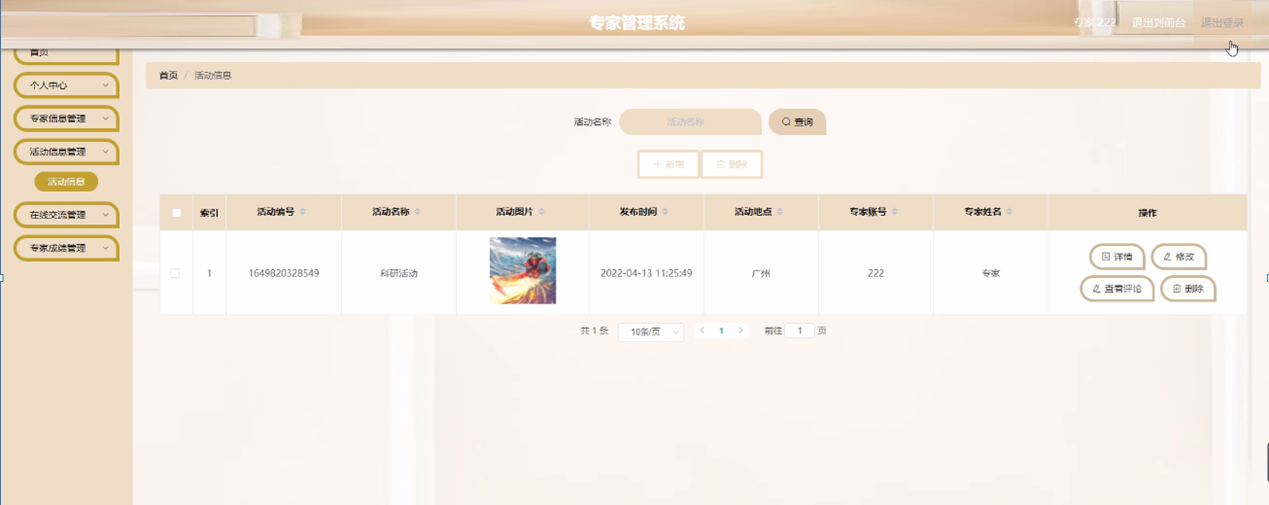 专家管理系统
专家 222 退出到前台 退出登录
首页
个人中心
专家信息管理
活动信息管理
活动信息
在线交流管理
专家成绩管理
首页 / 活动信息
活动名称 活动名称 查询
+ 新增 删除
索引 活动编号 活动名称 活动图片 发布时间 活动地点 专家账号 专家姓名 操作
1 1649820328549 科研活动 2022-04-13 11:25:49 广州 222 专家
详情 修改
查看评论 删除
共 1 条 10条/页 1 前往 1 页